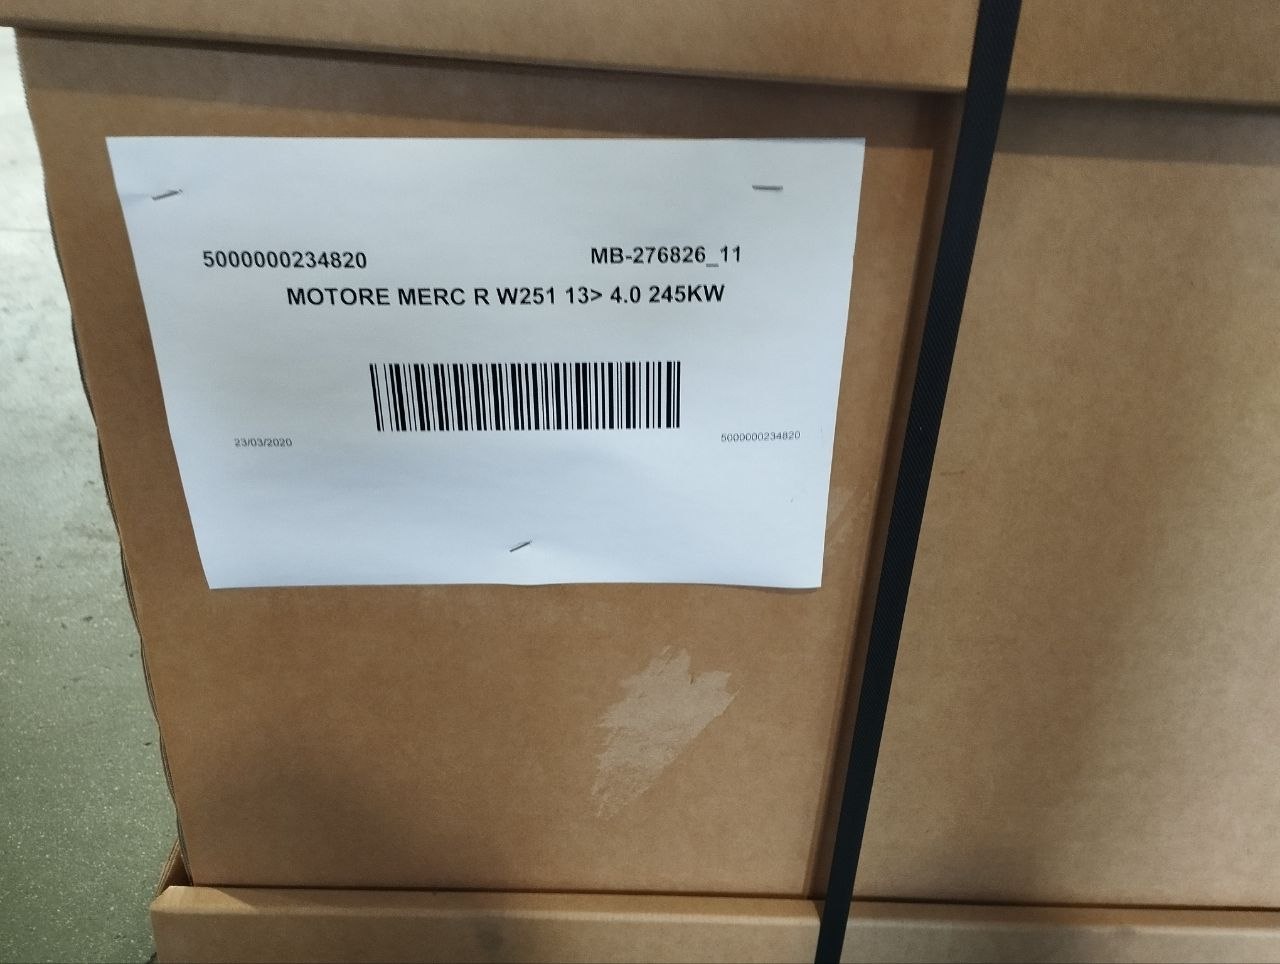 5000000234820 MB-276826_11
MOTORE MERC R W251 13> 4.0 245KW
23/03/2020 5000000234820